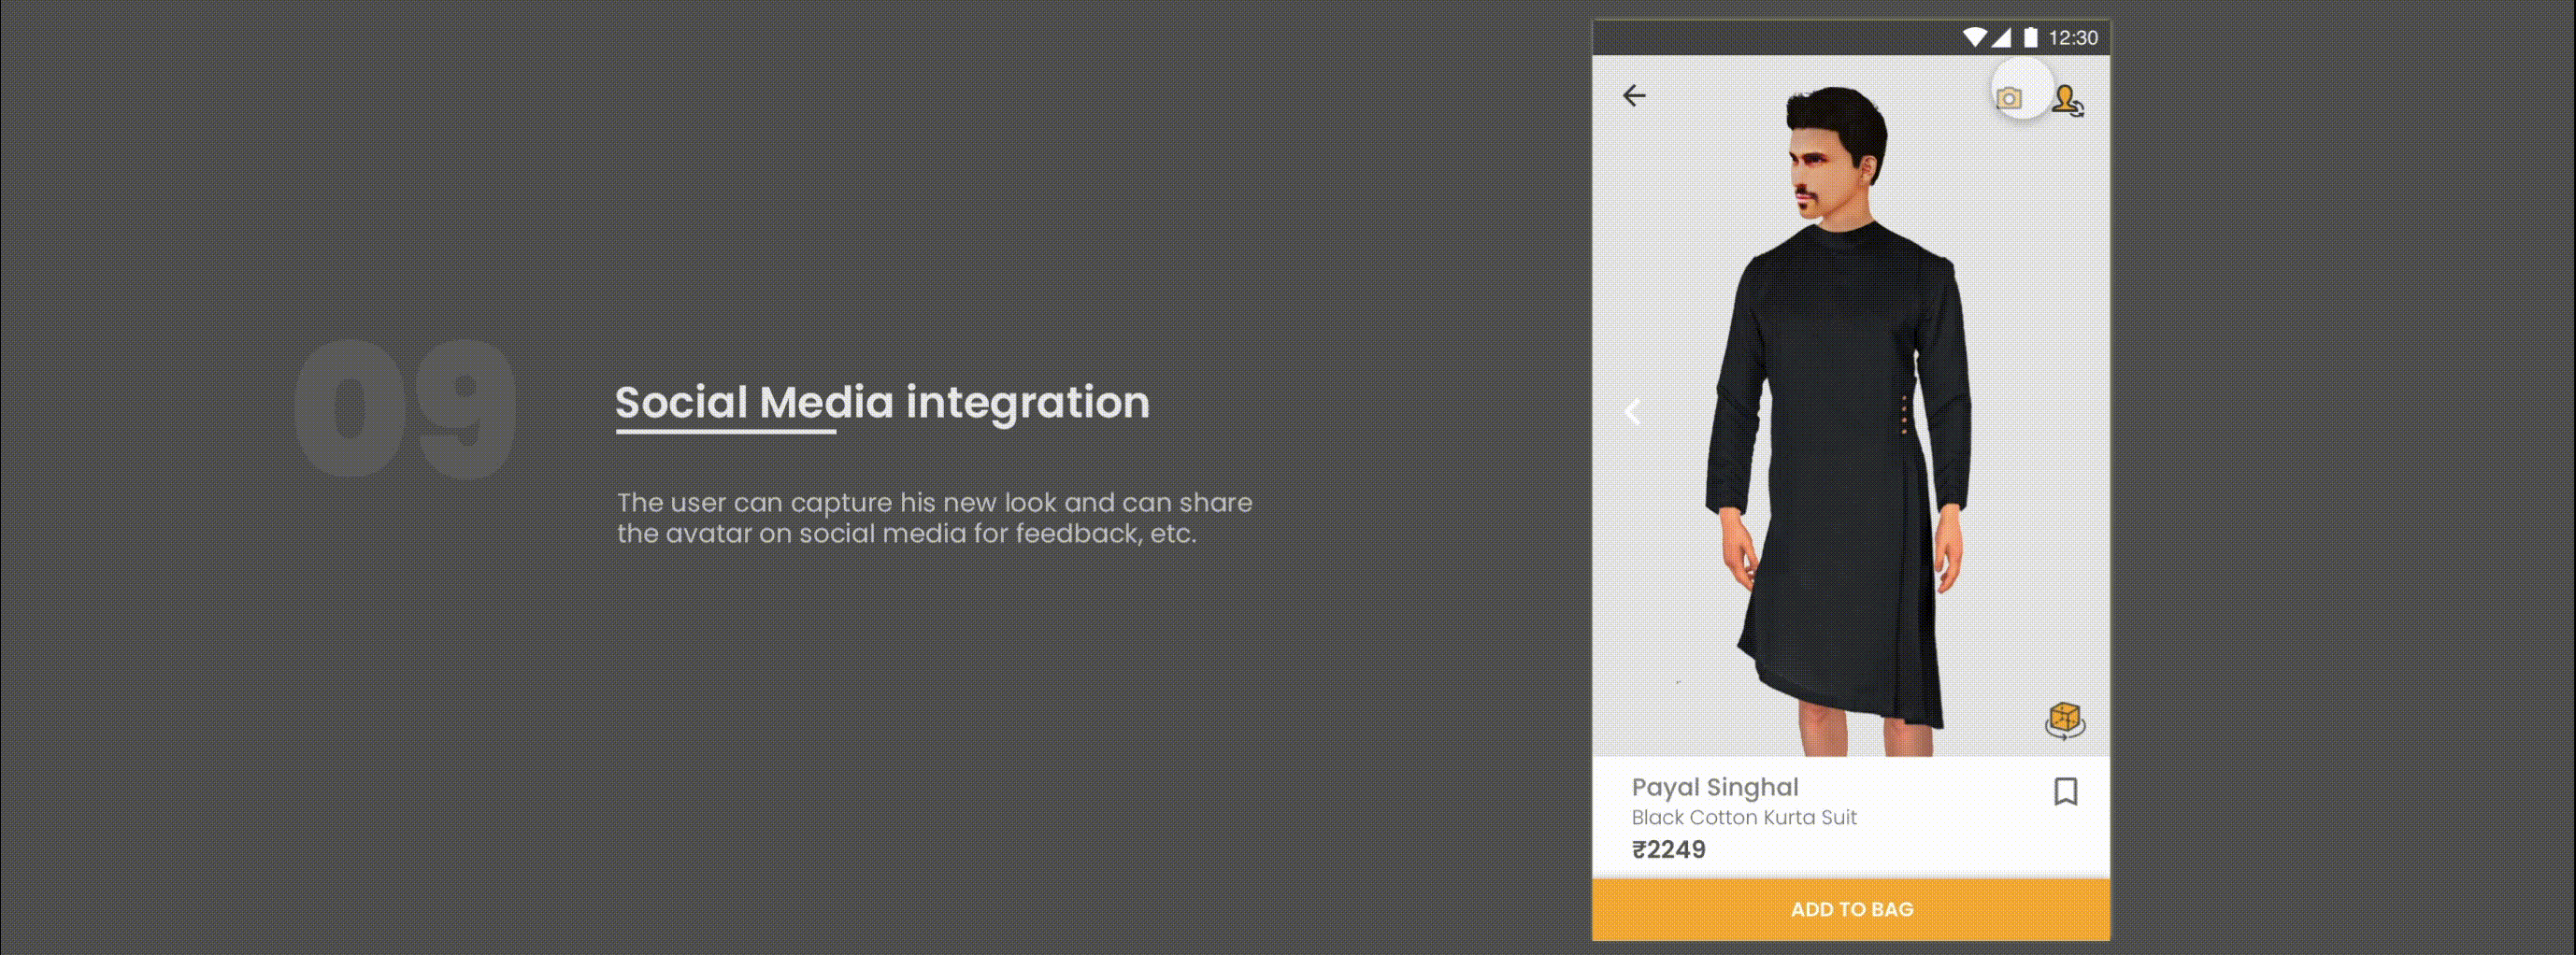 09
Social Media integration
The user can capture his new look and can share
the avatar on social media for feedback, etc.
12:30
Payal Singhal
Black Cotton Kurta Suit
₹2249
ADD TO BAG